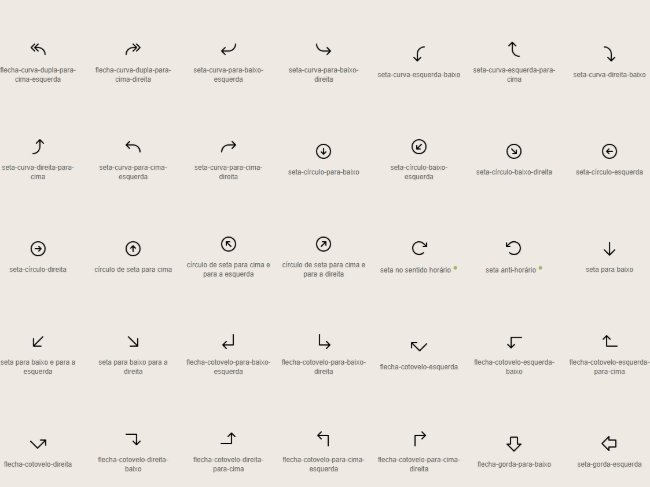 flecha-curva-dupla-para-
cima-esquerda
flecha-curva-dupla-para-
cima-direita
seta-curva-para-baixo-
esquerda
seta-curva-para-baixo-
direita
seta-curva-esquerda-baixo
seta-curva-esquerda-para-
cima
seta-curva-direita-baixo
seta-curva-direita-para-
cima
seta-curva-para-cima-
esquerda
seta-curva-para-cima-
direita
seta-círculo-para-baixo
seta-círculo-baixo-
esquerda
seta-círculo-baixo-direita
seta-círculo-esquerda
seta-círculo-direita
círculo de seta para cima
círculo de seta para cima e
para a esquerda
círculo de seta para cima e
para a direita
seta no sentido horário
seta anti-horário
seta para baixo
seta para baixo e para a
esquerda
seta para baixo para a
direita
flecha-cotovelo-para-baixo-
esquerda
flecha-cotovelo-para-baixo-
direita
flecha-cotovelo-esquerda
flecha-cotovelo-esquerda-
baixo
flecha-cotovelo-esquerda-
para-cima
flecha-cotovelo-direita
flecha-cotovelo-direita-
baixo
flecha-cotovelo-direita-
para-cima
flecha-cotovelo-para-cima-
esquerda
flecha-cotovelo-para-cima-
direita
flecha-gorda-para-baixo
seta-gorda-esquerda